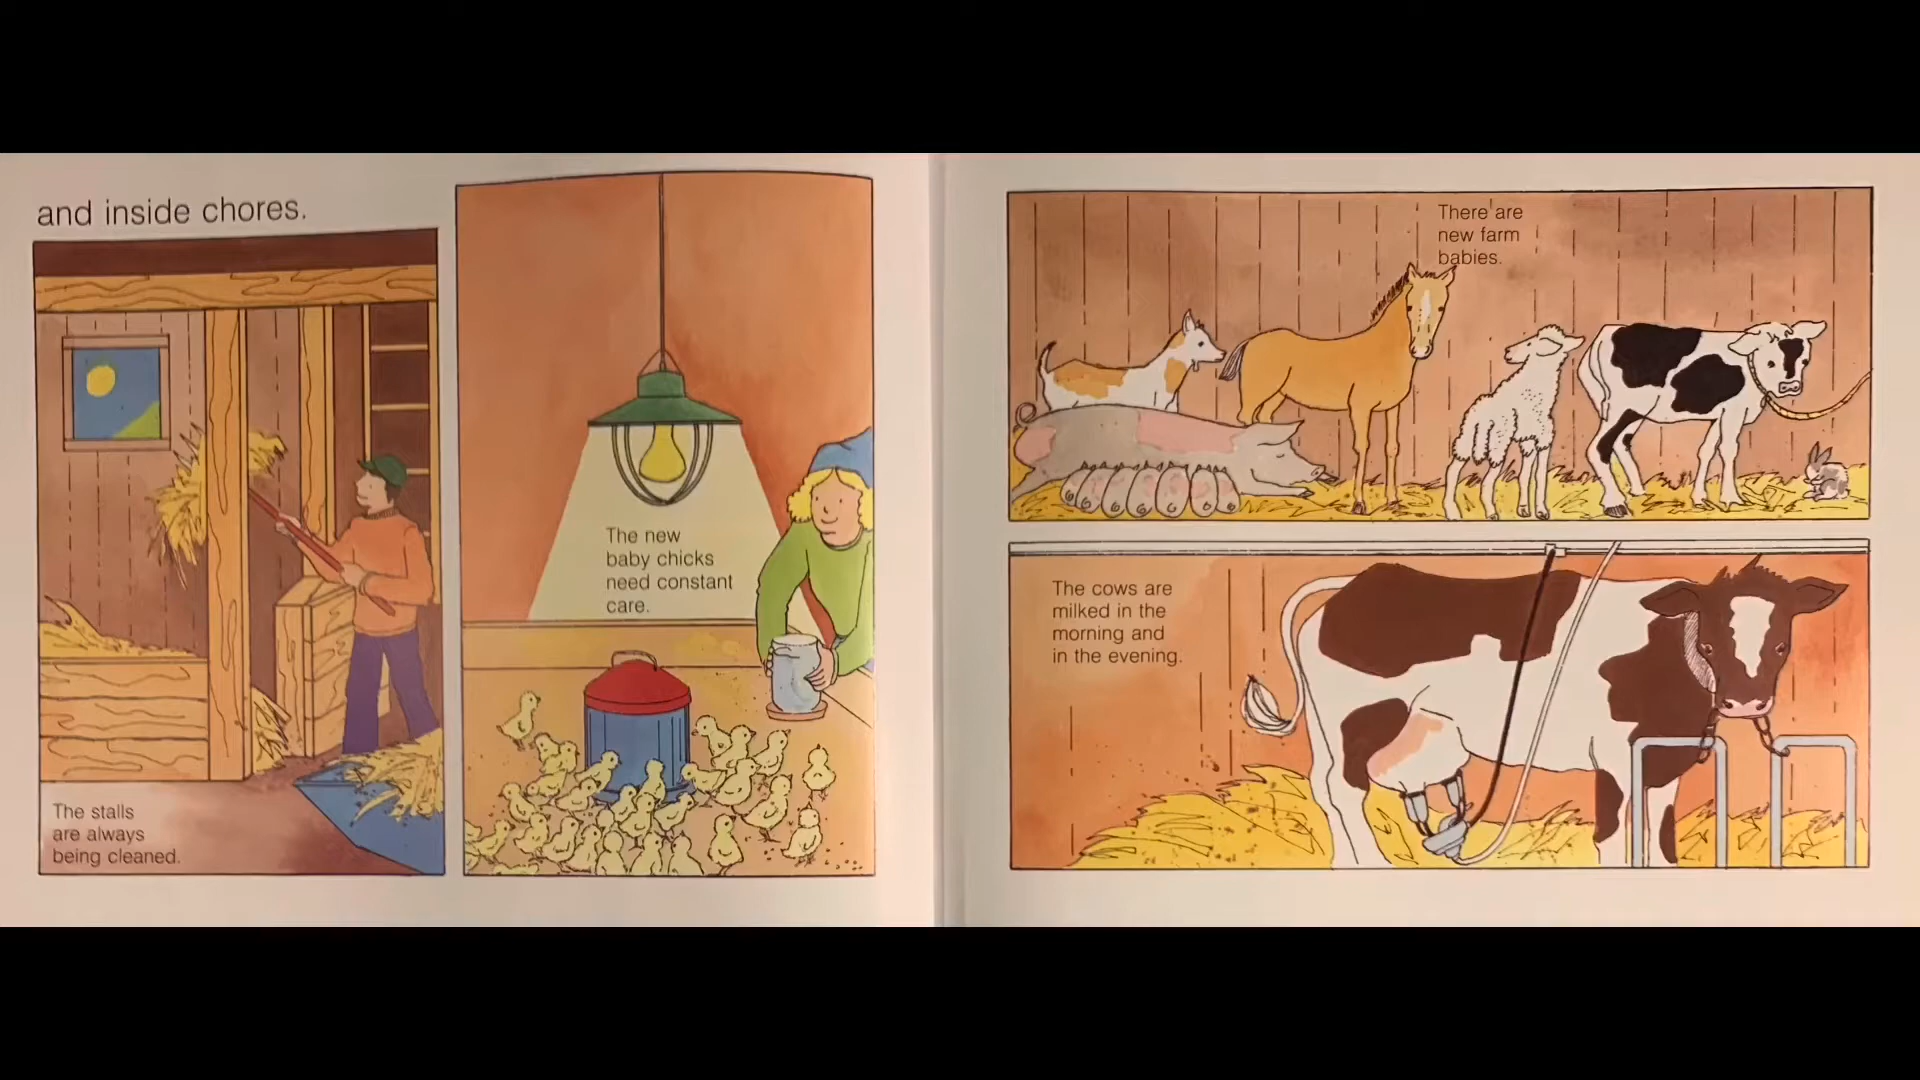 and inside chores.
The stalls
are always
being cleaned.
The new
baby chicks
need constant
care.
There are
new farm
babies.
The cows are
milked in the
morning and
in the evening.